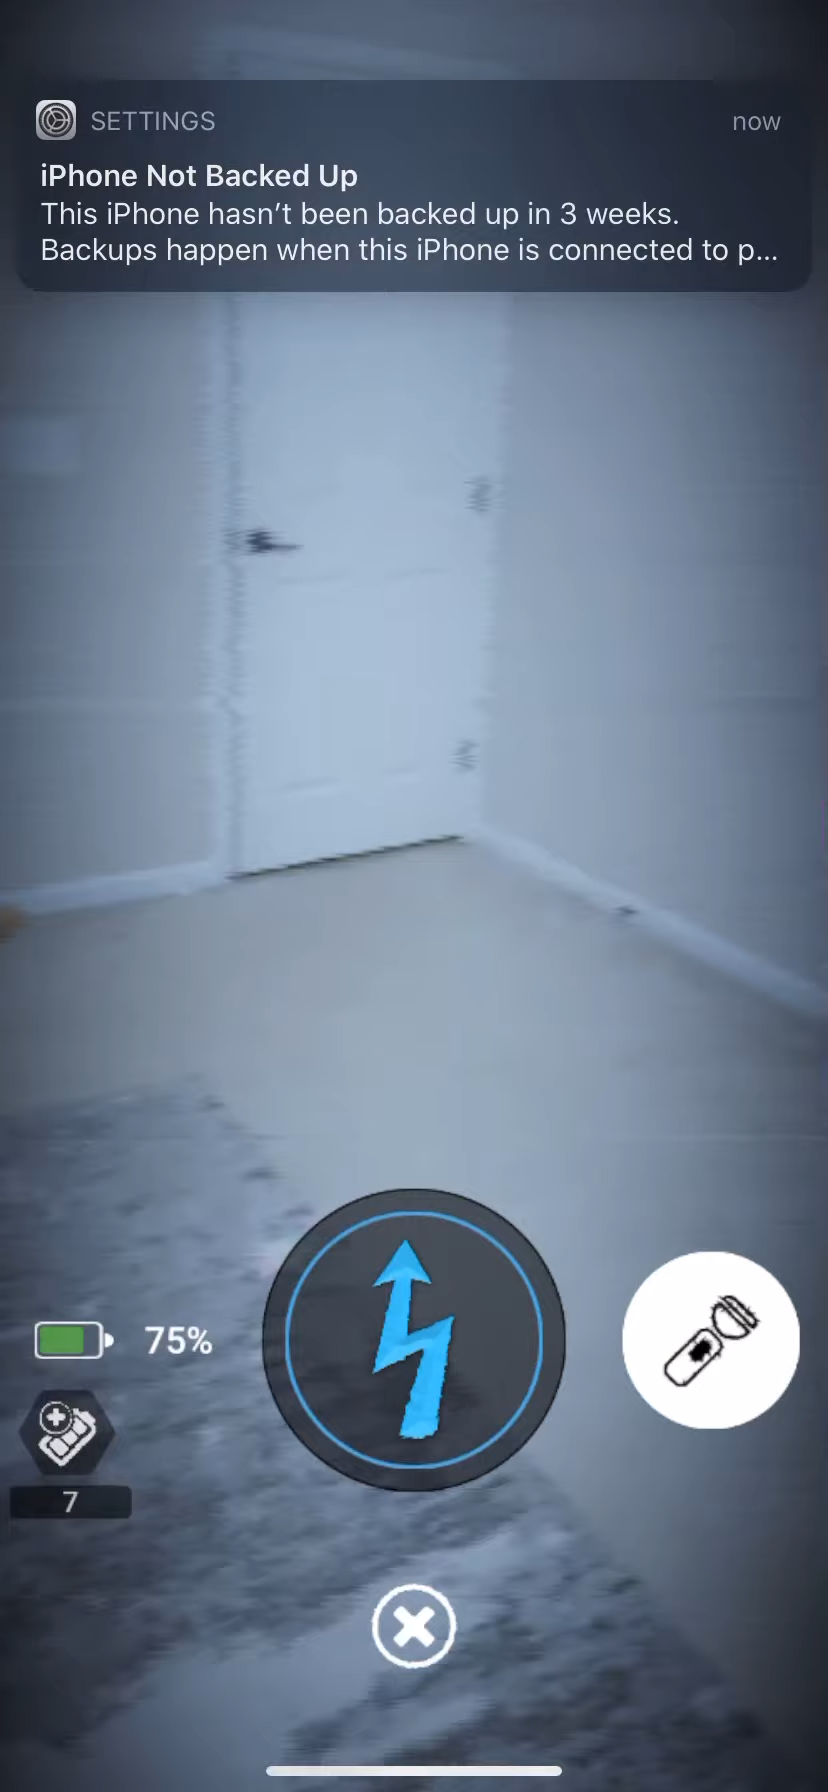 SETTINGS
now
iPhone Not Backed Up
This iPhone hasn’t been backed up in 3 weeks.
Backups happen when this iPhone is connected to p...
75%
7